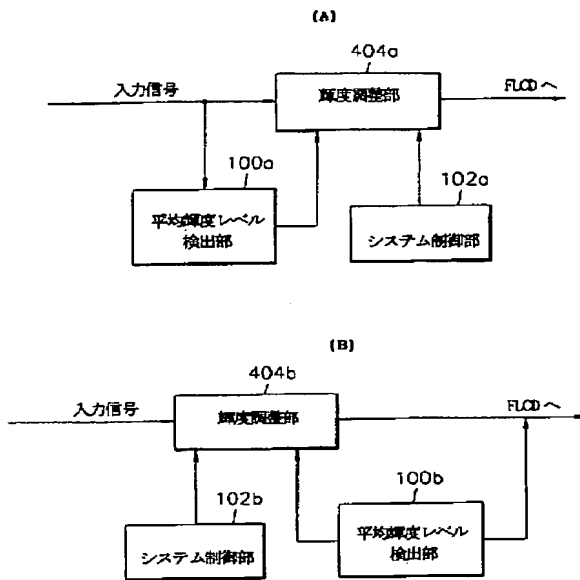 (A)
404a
入力信号
輝度調整部
FLCDへ
100a
102a
平均輝度レベル
検出部
システム制御部
(B)
404b
入力信号
輝度調整部
FLCDへ
102b
100b
システム制御部
平均輝度レベル
検出部